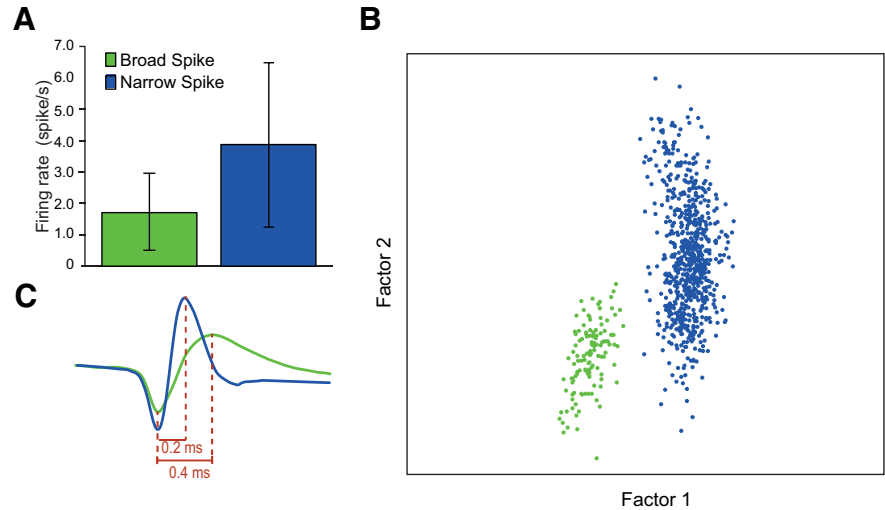 A
Firing rate (spike/s)
7.0
6.0
5.0
4.0
3.0
2.0
1.0
0
Broad Spike
Narrow Spike
B
Factor 2
Factor 1
C
0.2 ms
0.4 ms